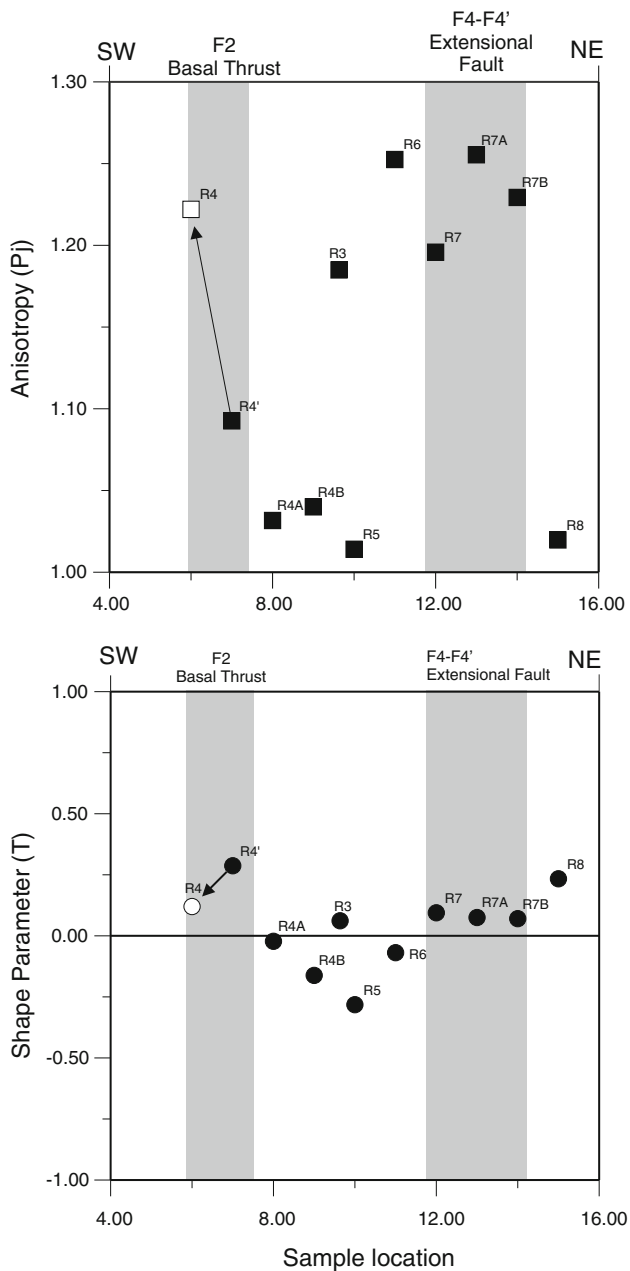 SW
F2
Basal Thrust
F4-F4'
Extensional
Fault
NE
1.30
1.20
1.10
1.00
Anisotropy (Pj)
R4
R4'
R4A
R4B
R5
R3
R6
R7
R7A
R7B
R8
4.00 8.00 12.00 16.00
SW
F2
Basal Thrust
F4-F4'
Extensional Fault
NE
1.00
0.50
0.00
-0.50
-1.00
Shape Parameter (T)
R4
R4'
R4A
R4B
R5
R3
R6
R7
R7A
R7B
R8
4.00 8.00 12.00 16.00
Sample location